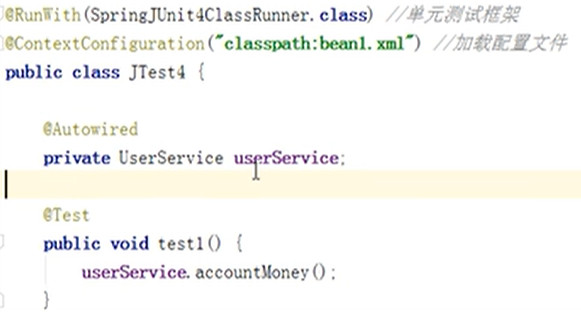 @RunWith(SpringJUnit4ClassRunner.class) //单元测试框架
@ContextConfiguration("classpath:bean1.xml") //加载配置文件
public class JTest4 {
@Autowired
private UserService userService;
@Test
public void test1() {
userService.accountMoney();
}